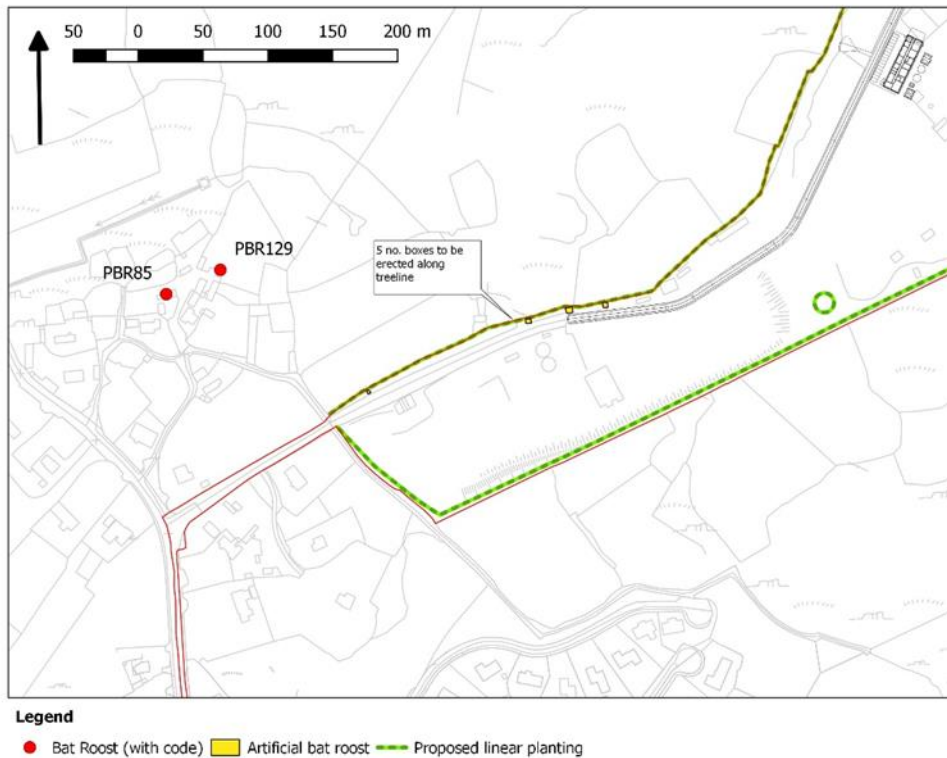 50 0 50 100 150 200 m
PBR129
PBR85
5 no. boxes to be
erected along
treeline
Legend
Bat Roost (with code) Artificial bat roost Proposed linear planting